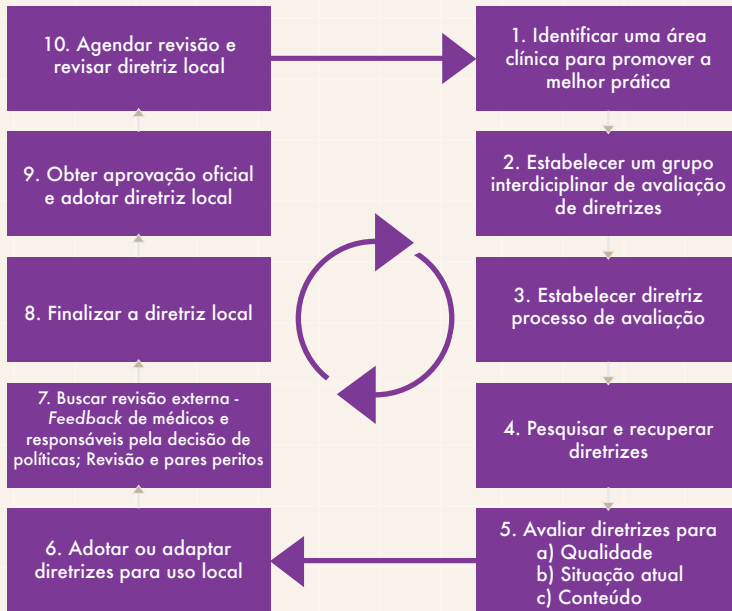 1. Identificar uma área
clínica para promover a
melhor prática
2. Estabelecer um grupo
interdiciplinar de avaliação
de diretrizes
3. Estabelecer diretriz
processo de avaliação
4. Pesquisar e recuperar
diretrizes
5. Avaliar diretrizes para
a) Qualidade
b) Situação atual
c) Conteúdo
6. Adotar ou adaptar
diretrizes para uso local
7. Buscar revisão externa -
Feedback de médicos e
responsáveis pela decisão de
políticas; Revisão e pares peritos
8. Finalizar a diretriz local
9. Obter aprovação oficial
e adotar diretriz local
10. Agendar revisão e
revisar diretriz local